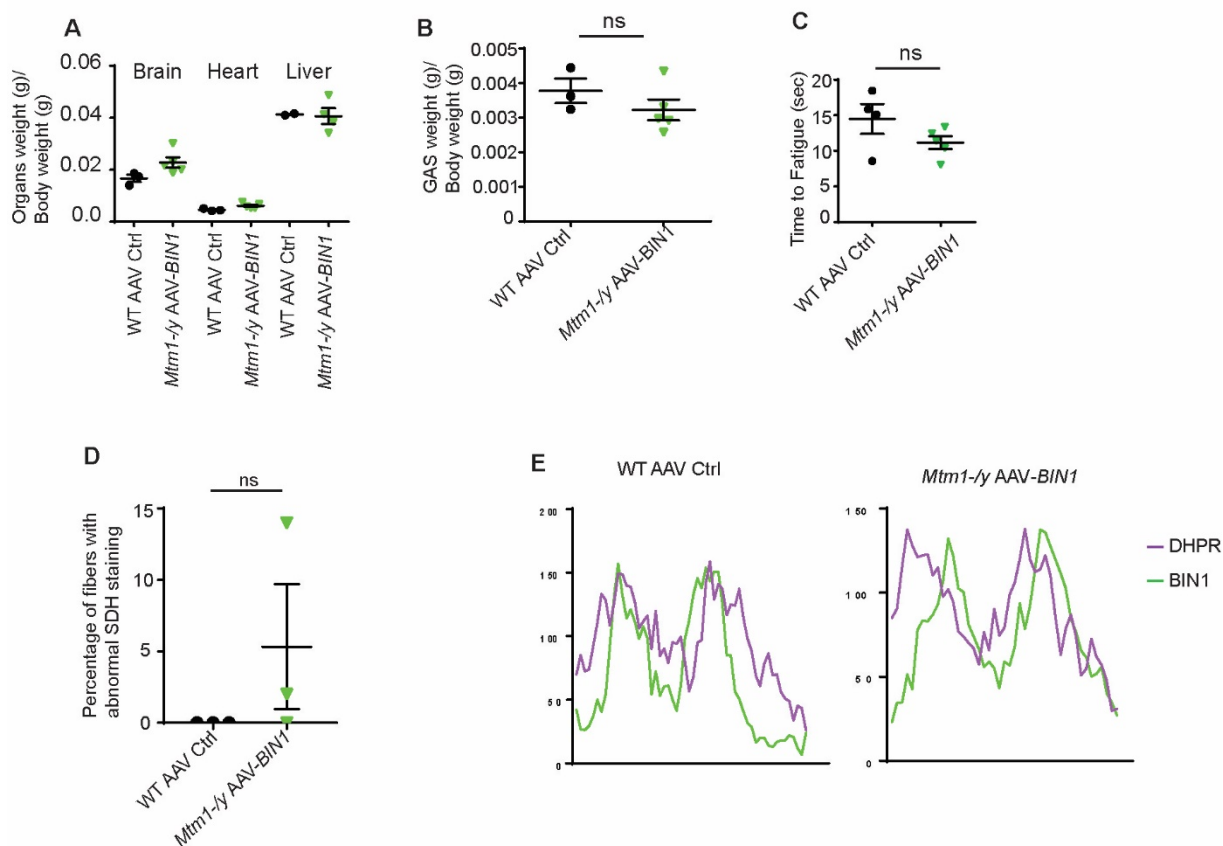 A
Organs weight (g)/
Body weight (g)
0.06
0.04
0.02
0.0
Brain Heart Liver
WT AAV Ctrl
Mtm1-/y AAV-BIN1
WT AAV Ctrl
Mtm1-/y AAV-BIN1
WT AAV Ctrl
Mtm1-/y AAV-BIN1
B
ns
GAS weight (g)/
Body weight (g)
0.005
0.004
0.003
0.002
0.001
0
WT AAV Ctrl
Mtm1-/y AAV-BIN1
C
ns
Time to Fatigue (sec)
20
15
10
5
0
WT AAV Ctrl
Mtm1-/y AAV-BIN1
D
ns
Percentage of fibers with
abnormal SDH staining
15
10
5
0
WT AAV Ctrl
Mtm1-/y AAV-BIN1
E
WT AAV Ctrl
200
150
100
50
0
Mtm1-/y AAV-BIN1
150
100
50
0
DHPR
BIN1